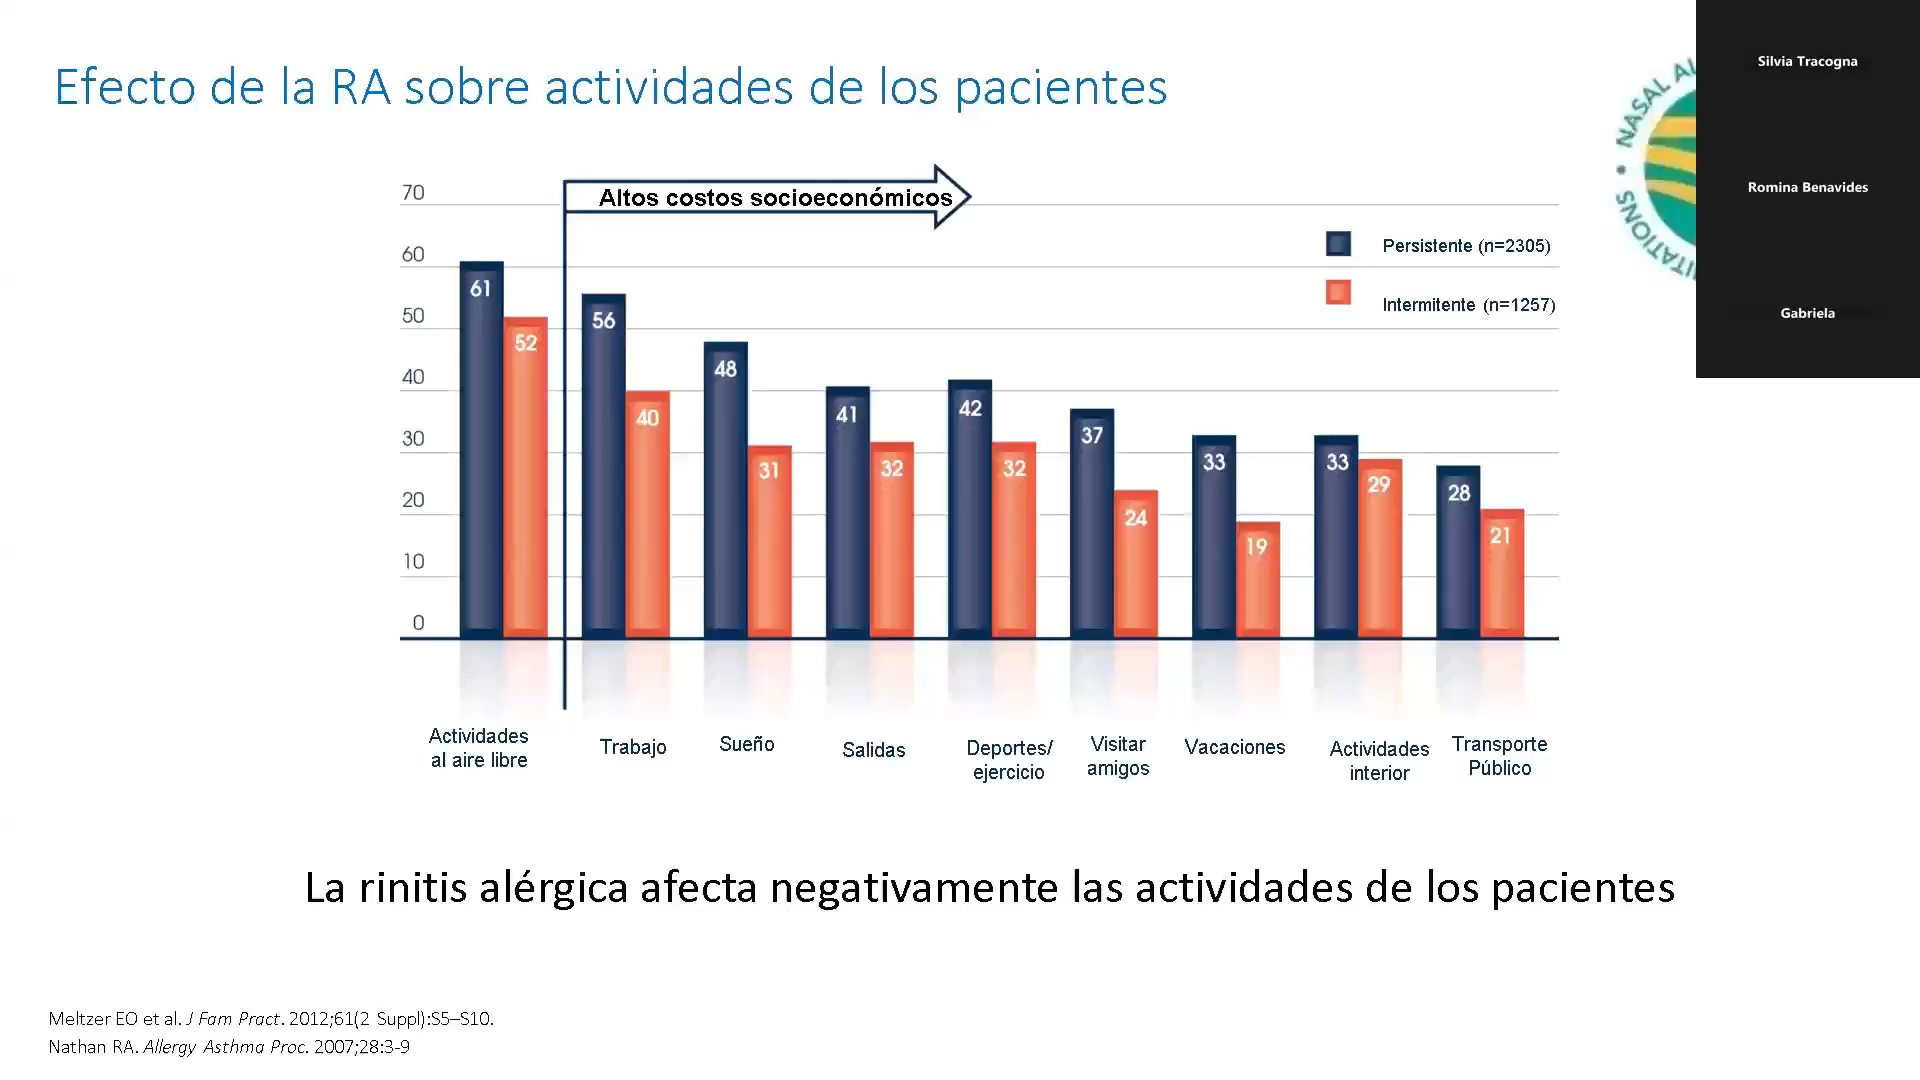 Efecto de la RA sobre actividades de los pacientes
Silvia Tracogna
Romina Benavides
Gabriela
NASAL AL
ITATIONS
Altos costos socioeconómicos
Persistente (n=2305)
Intermitente (n=1257)
70
60
50
40
30
20
10
0
61
52
56
40
48
31
41
32
42
32
37
24
33
19
33
29
28
21
Actividades
al aire libre
Trabajo
Sueño
Salidas
Deportes/
ejercicio
Visitar
amigos
Vacaciones
Actividades
interior
Transporte
Público
La rinitis alérgica afecta negativamente las actividades de los pacientes
Meltzer EO et al. J Fam Pract. 2012;61(2 Suppl):S5–S10.
Nathan RA. Allergy Asthma Proc. 2007;28:3-9